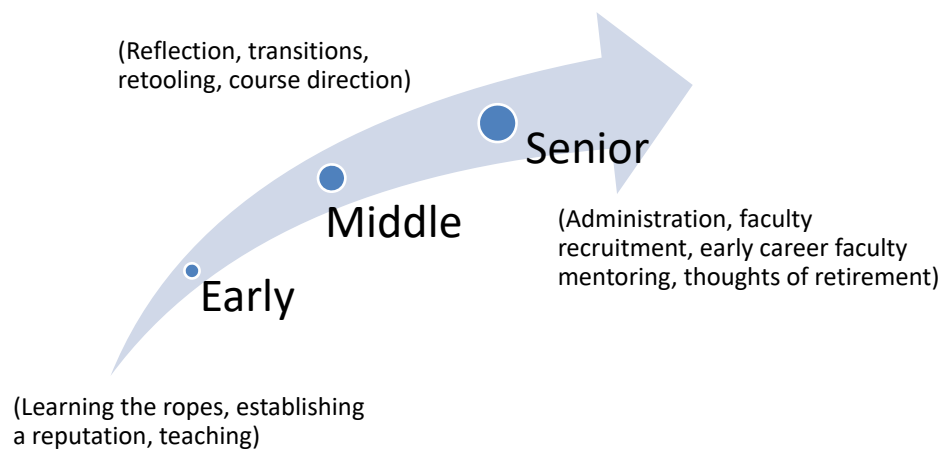 (Reflection, transitions,
retooling, course direction)
Senior
Middle
(Administration, faculty
recruitment, early career faculty
mentoring, thoughts of retirement)
Early
(Learning the ropes, establishing
a reputation, teaching)